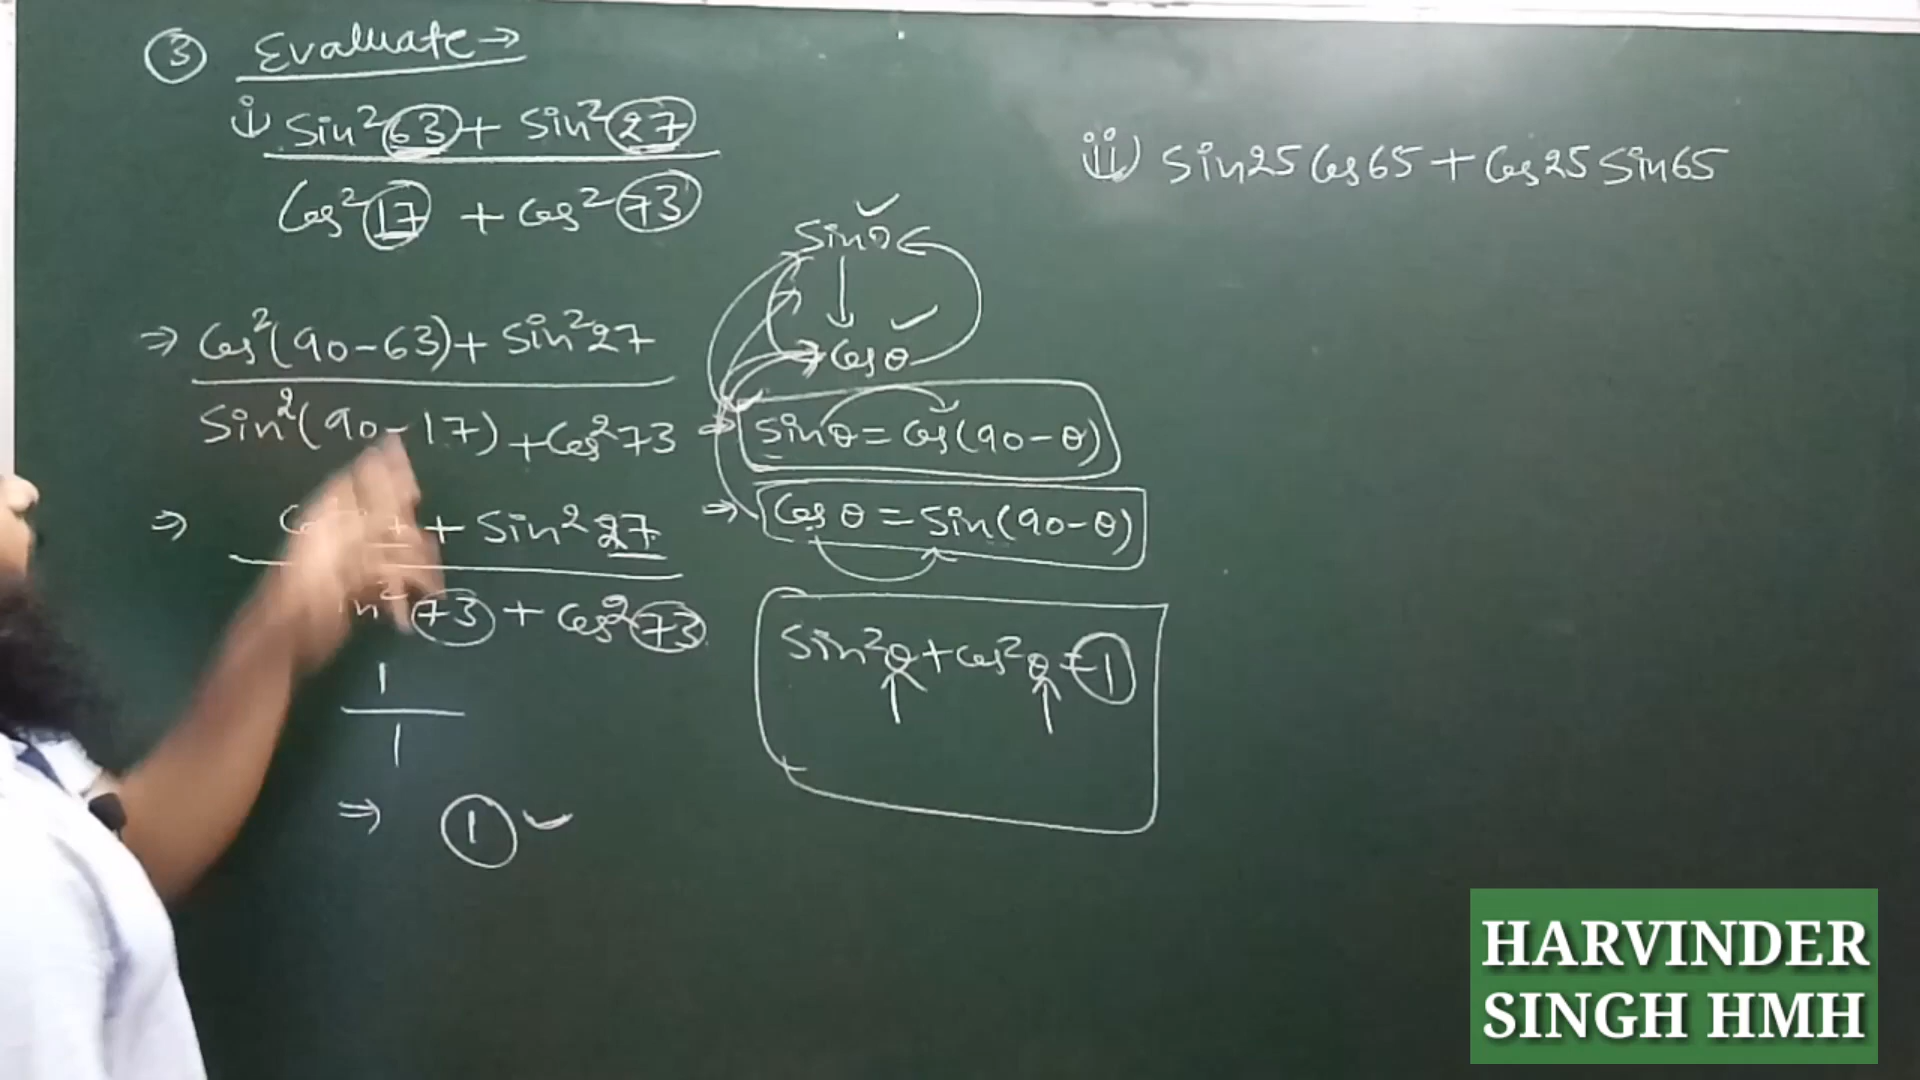 ③ Evaluate →
i) Sin²63 + Sin²27
Cos²17 + Cos²73
⇒ Cos²(90-63) + Sin²27
Sin²(90-17) + Cos²73
⇒ + Sin²27
73 + Cos²73
1
1
⇒ ① ✓
Sinθ ✓
↓
Cosθ ✓
⇒ Sinθ = Cos(90-θ)
⇒ Cosθ = Sin(90-θ)
Sin²θ + Cos²θ = 1
ii) Sin25 Cos65 + Cos25 Sin65
HARVINDER
SINGH HMH